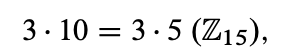 3 · 10 = 3 · 5 (ℤ₁₅),